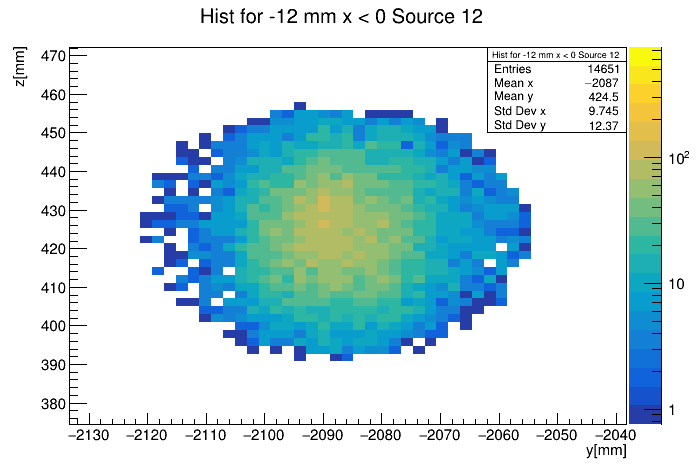 Hist for -12 mm x < 0 Source 12
z[mm]
470
460
450
440
430
420
410
400
390
380
Hist for -12 mm x < 0 Source 12
Entries 14651
Mean x −2087
Mean y 424.5
Std Dev x 9.745
Std Dev y 12.37
10²
10
1
−2130 −2120 −2110 −2100 −2090 −2080 −2070 −2060 −2050 −2040
y[mm]